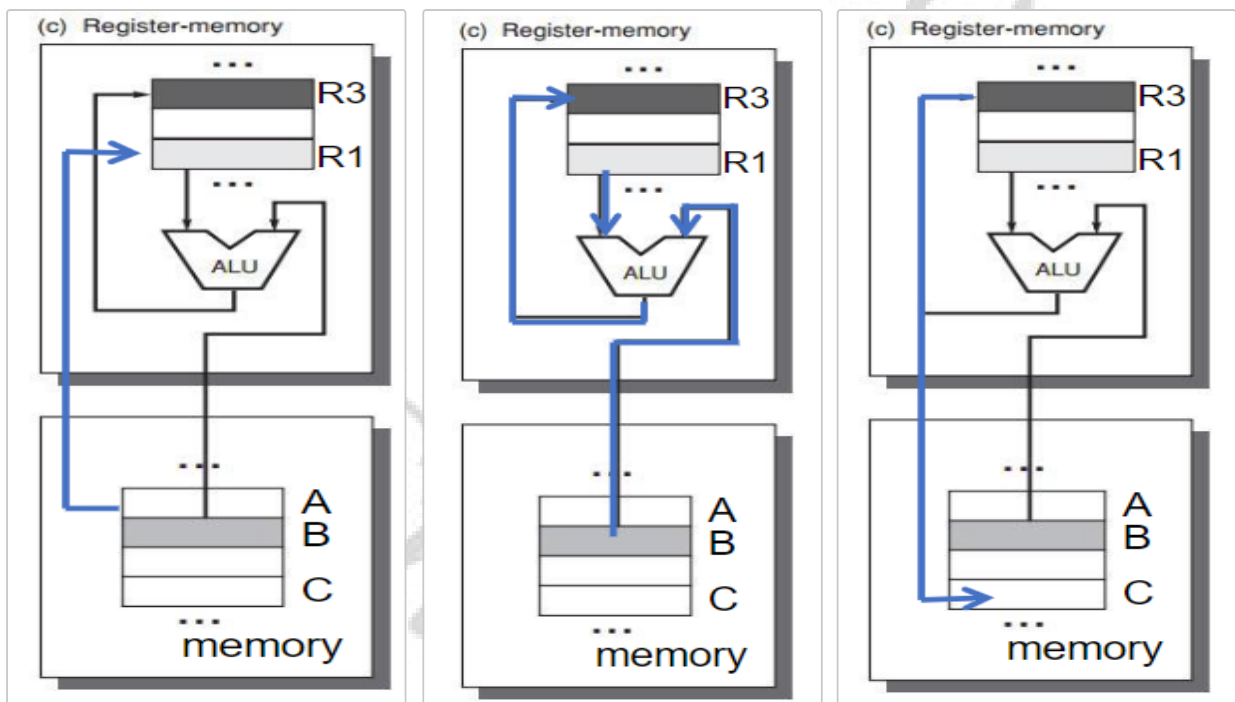 (c) Register-memory
...
R3
R1
...
ALU
...
A
B
C
...
memory
(c) Register-memory
...
R3
R1
...
ALU
...
A
B
C
...
memory
(c) Register-memory
...
R3
R1
...
ALU
...
A
B
C
...
memory